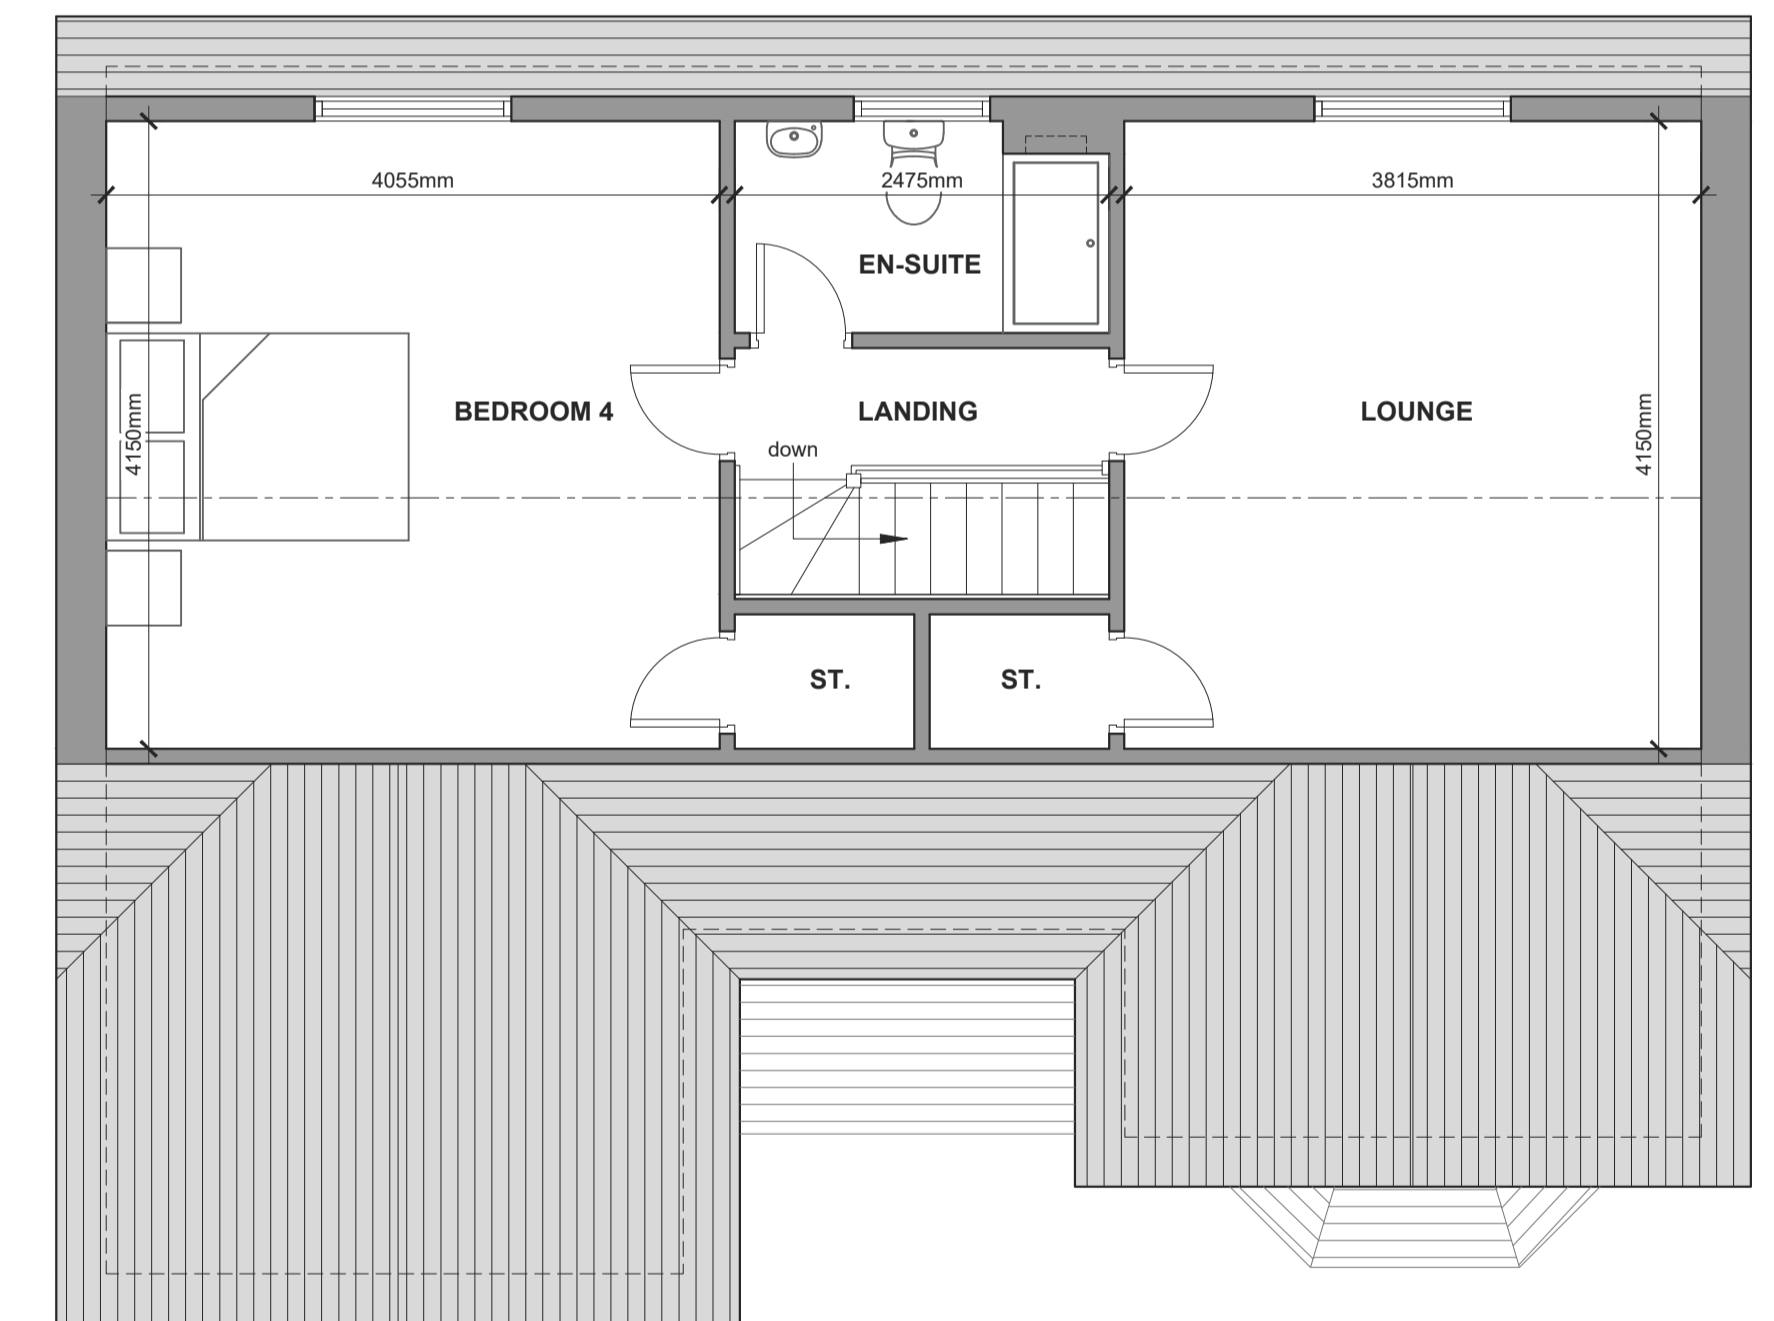 4055mm
2475mm
3815mm
EN-SUITE
4150mm
BEDROOM 4
LANDING
LOUNGE
4150mm
down
ST.
ST.